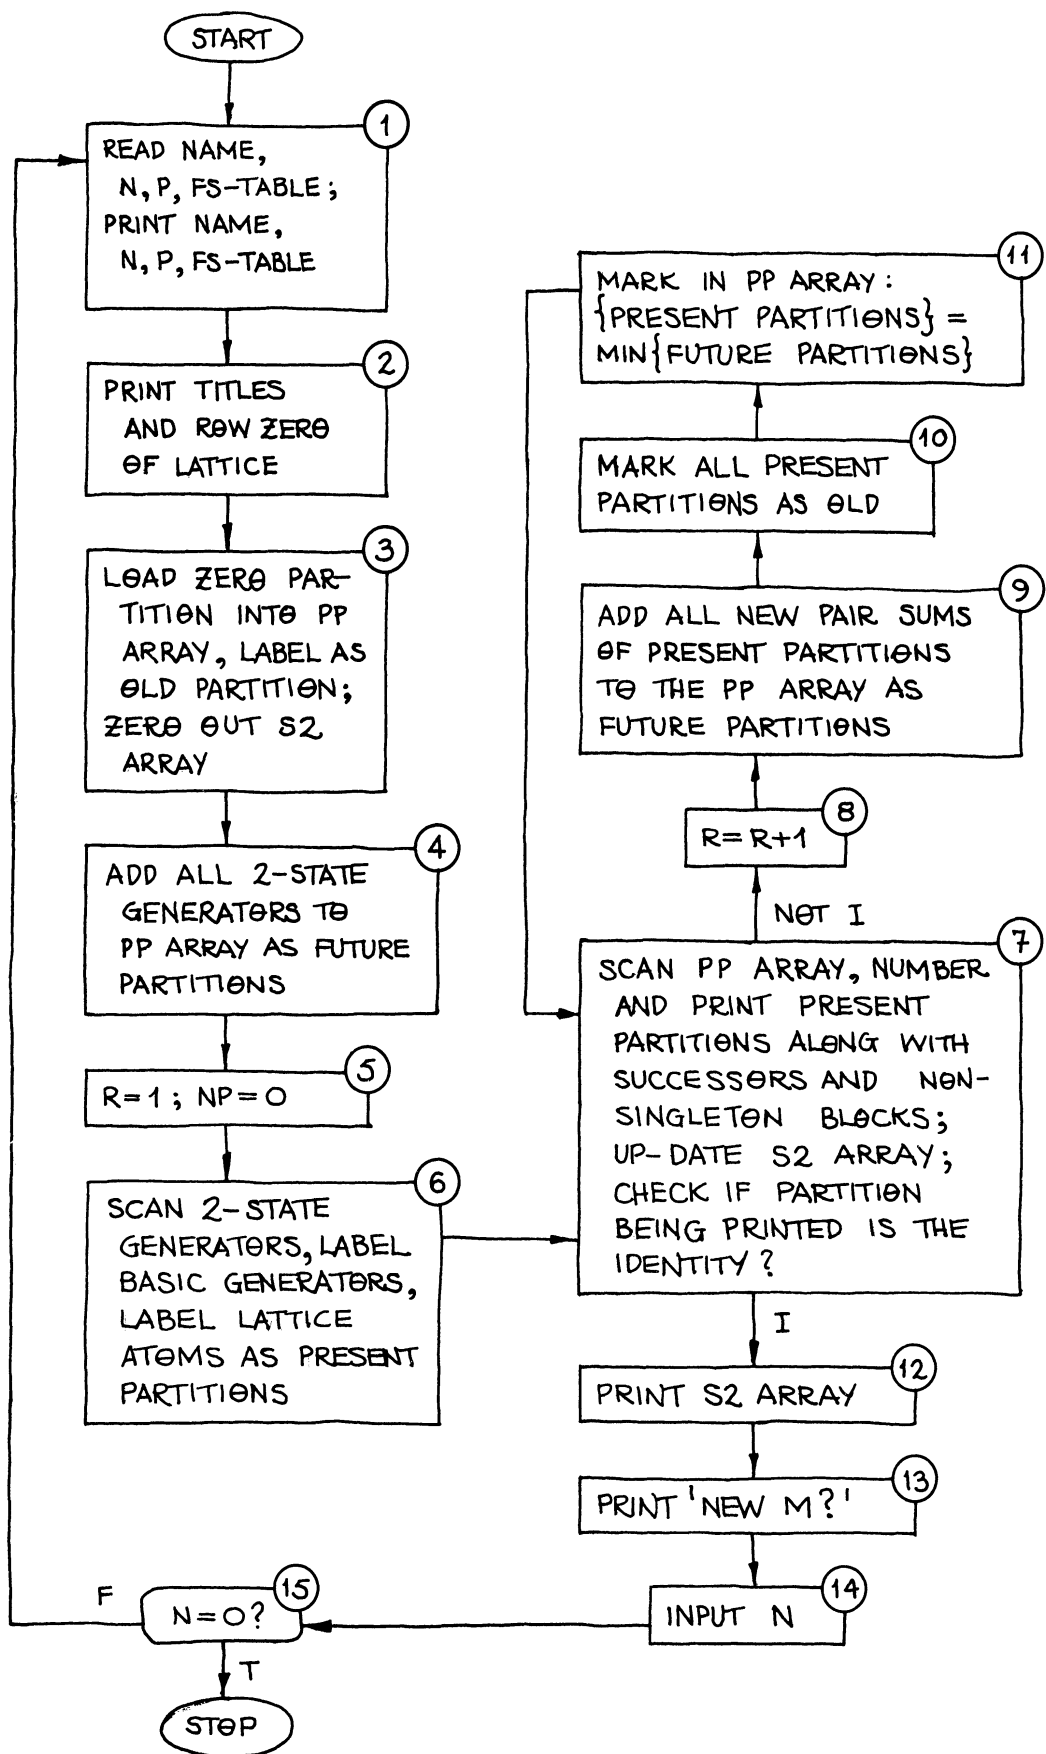 START
1
READ NAME,
N, P, FS-TABLE;
PRINT NAME,
N, P, FS-TABLE
2
PRINT TITLES
AND ROW ZERO
OF LATTICE
3
LOAD ZERO PAR-
TITION INTO PP
ARRAY, LABEL AS
OLD PARTITION;
ZERO OUT S2
ARRAY
4
ADD ALL 2-STATE
GENERATORS TO
PP ARRAY AS FUTURE
PARTITIONS
5
R=1; NP=0
6
SCAN 2-STATE
GENERATORS, LABEL
BASIC GENERATORS,
LABEL LATTICE
ATOMS AS PRESENT
PARTITIONS
7
SCAN PP ARRAY, NUMBER
AND PRINT PRESENT
PARTITIONS ALONG WITH
SUCCESSORS AND NON-
SINGLETON BLOCKS;
UP-DATE S2 ARRAY;
CHECK IF PARTITION
BEING PRINTED IS THE
IDENTITY?
NOT I
8
R=R+1
9
ADD ALL NEW PAIR SUMS
OF PRESENT PARTITIONS
TO THE PP ARRAY AS
FUTURE PARTITIONS
10
MARK ALL PRESENT
PARTITIONS AS OLD
11
MARK IN PP ARRAY:
{PRESENT PARTITIONS} =
MIN{FUTURE PARTITIONS}
I
12
PRINT S2 ARRAY
13
PRINT 'NEW M?'
14
INPUT N
15
N=0?
F
T
STOP